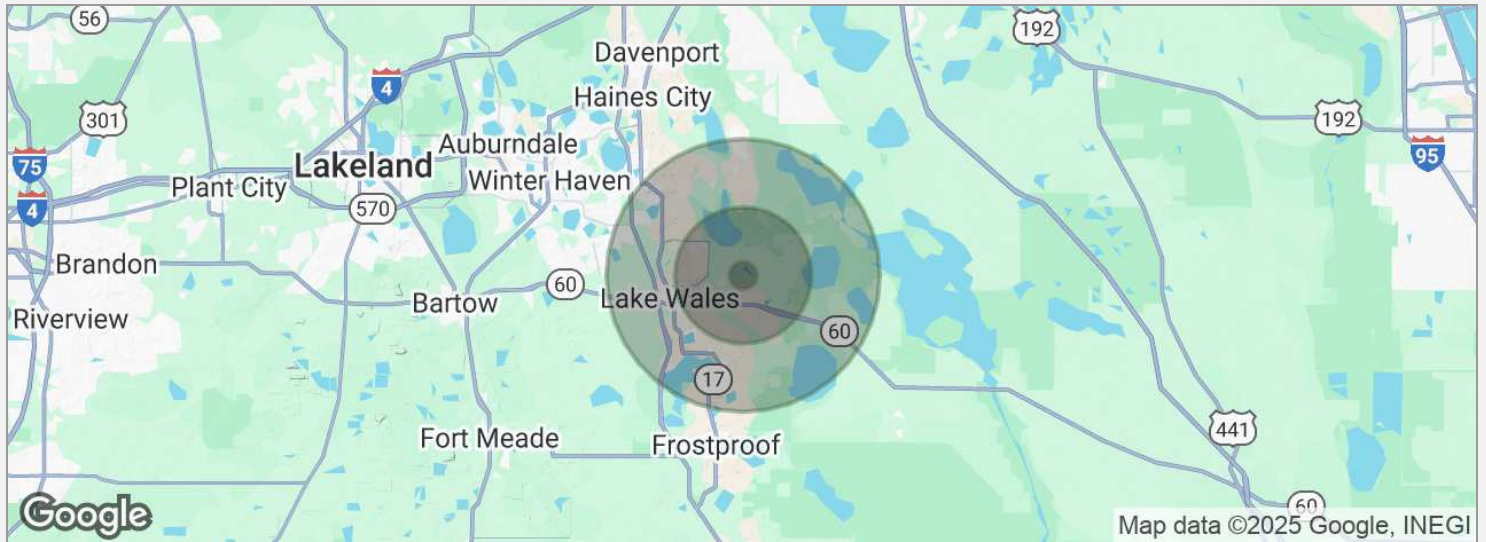 56
192
Davenport
4
Haines City
301
192
Auburndale
75
Lakeland
95
Plant City
Winter Haven
4
570
Brandon
60
Lake Wales
Bartow
Riverview
60
17
Fort Meade
Frostproof
441
Google
60
Map data ©2025 Google, INEGI